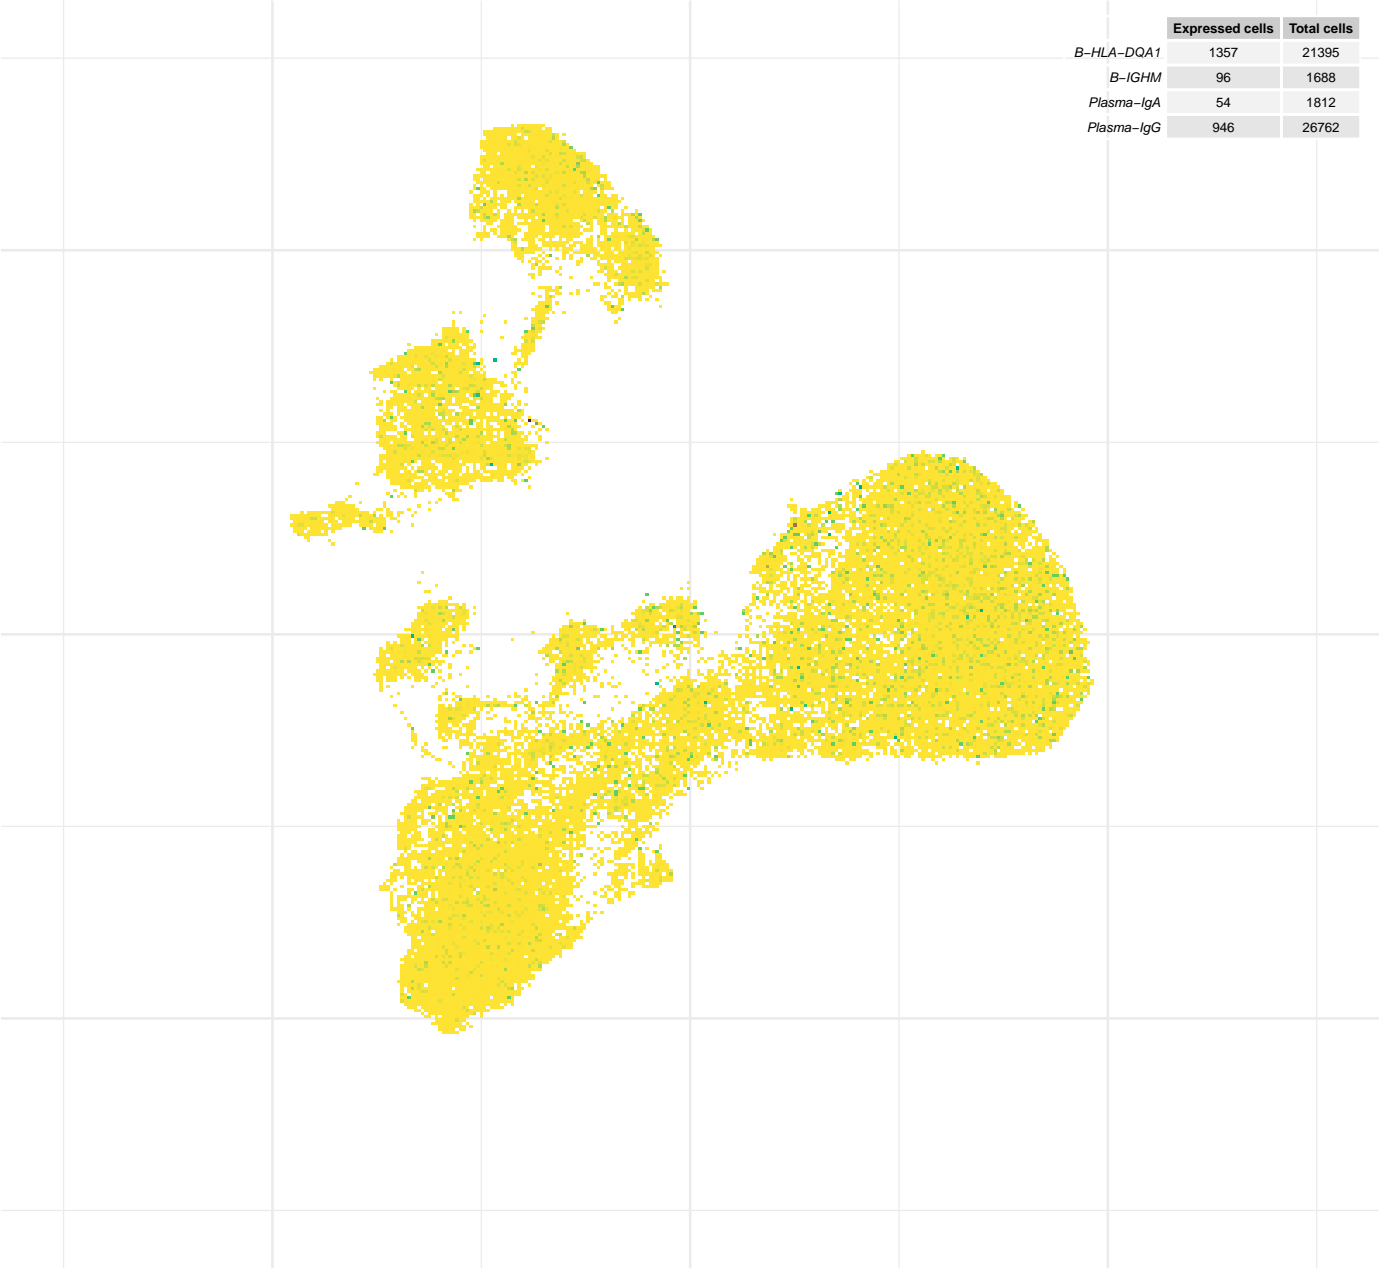 Expressed cells Total cells
B−HLA−DQA1 1357 21395
B−IGHM 96 1688
Plasma−IgA 54 1812
Plasma−IgG 946 26762